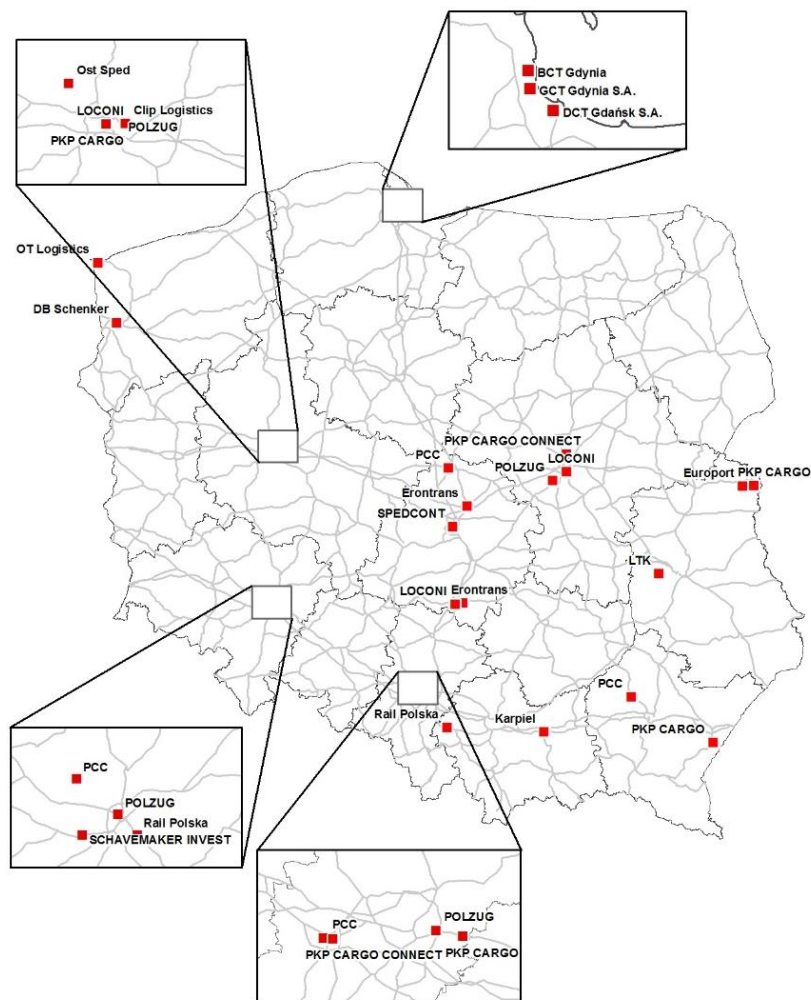 Ost Sped
LOCONI
Clip Logistics
POLZUG
PKP CARGO
BCT Gdynia
GCT Gdynia S.A.
DCT Gdańsk S.A.
OT Logistics
DB Schenker
PKP CARGO CONNECT
PCC
LOCONI
POLZUG
Europort
PKP CARGO
Erontrans
SPEDCONT
LTK
LOCONI
Erontrans
PCC
Rail Polska
Karpiel
PKP CARGO
PCC
POLZUG
Rail Polska
SCHAVEMAKER INVEST
PCC
POLZUG
PKP CARGO CONNECT
PKP CARGO